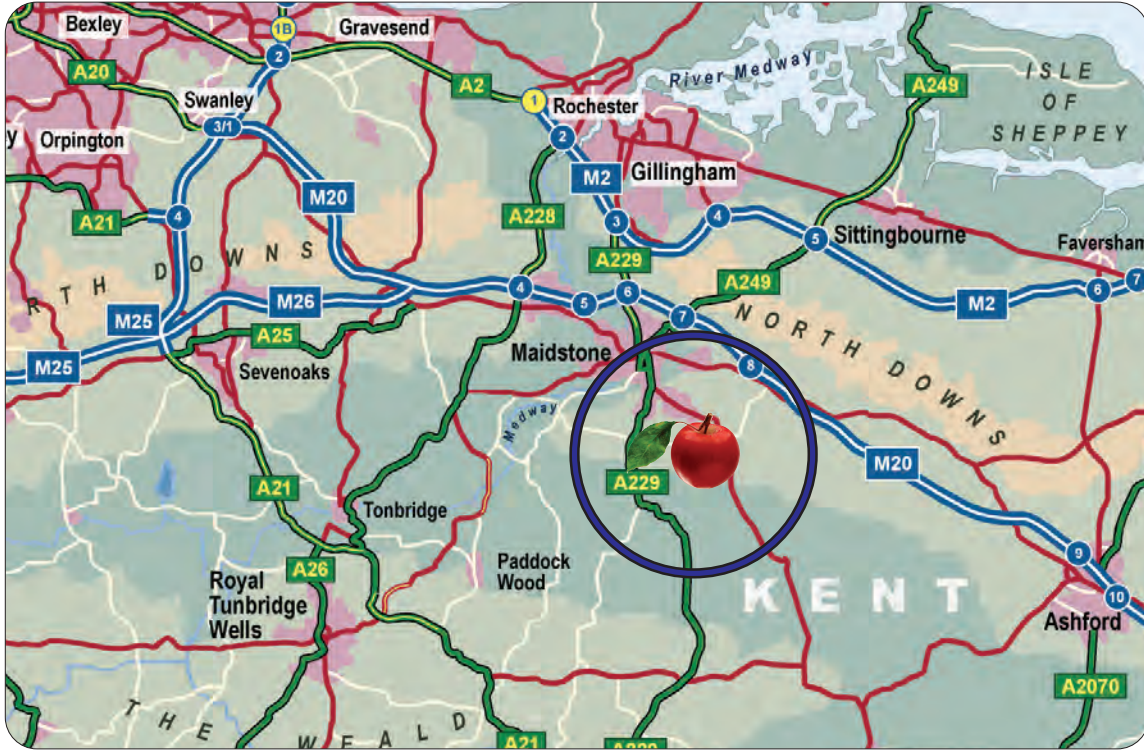 Bexley
1B
Gravesend
2
A20
A2
A249
ISLE
OF
SHEPPEY
River Medway
Swanley
3/1
1
Rochester
y
Orpington
2
M2
Gillingham
M20
A21
4
A228
3
4
5
Sittingbourne
Faversham
A229
A249
RTH DOWNS
M26
4
5
6
7
M2
6
7
M25
A25
M25
Sevenoaks
Maidstone
8
NORTH DOWNS
Medway
M20
A21
A229
Tonbridge
A26
Paddock
Wood
Royal
Tunbridge
Wells
KENT
9
10
Ashford
A2070
THE WEALD
A21
A229